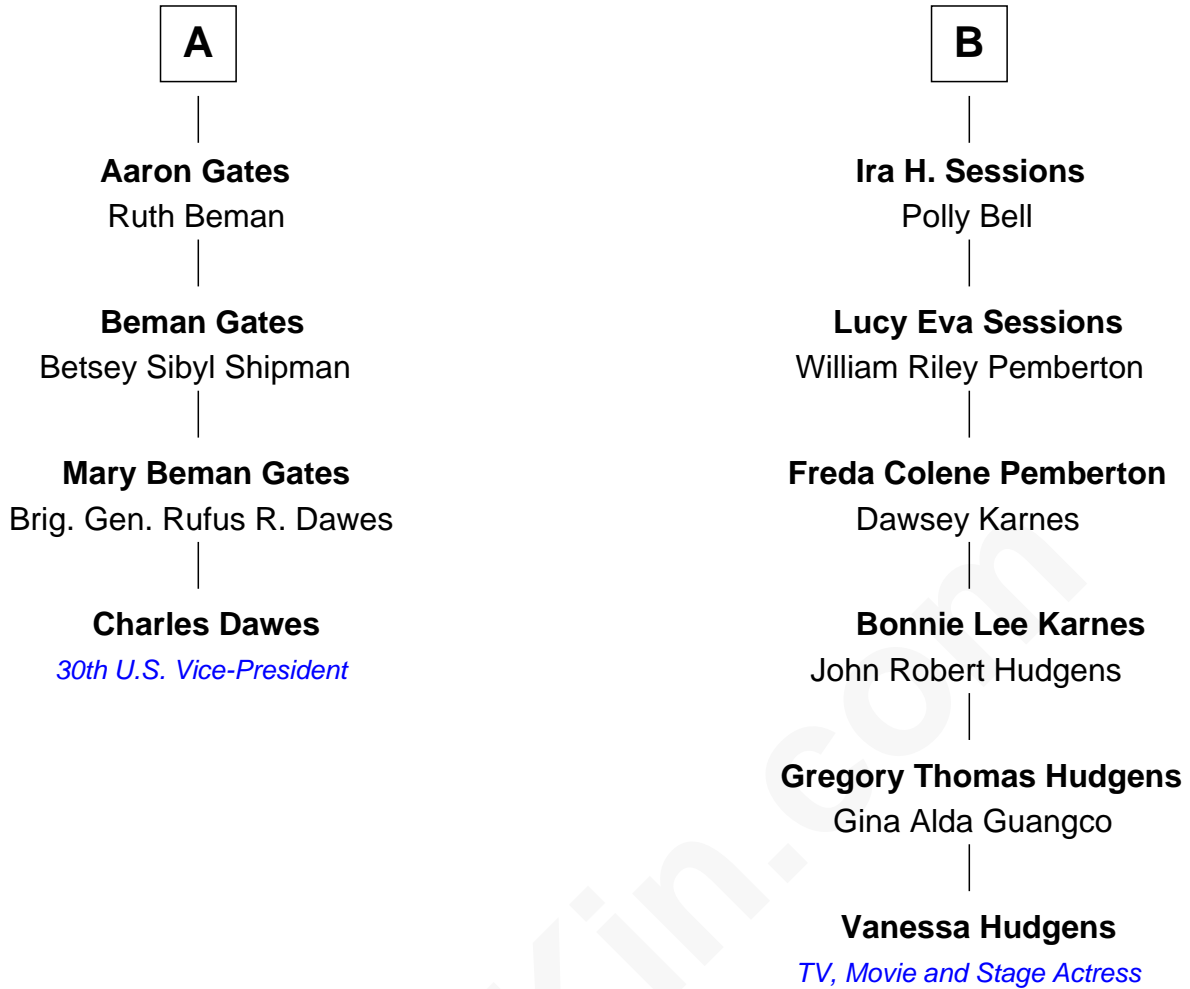 A
Aaron Gates
Ruth Beman
Beman Gates
Betsey Sibyl Shipman
Mary Beman Gates
Brig. Gen. Rufus R. Dawes
Charles Dawes
30th U.S. Vice-President
B
Ira H. Sessions
Polly Bell
Lucy Eva Sessions
William Riley Pemberton
Freda Colene Pemberton
Dawsey Karnes
Bonnie Lee Karnes
John Robert Hudgens
Gregory Thomas Hudgens
Gina Alda Guangco
Vanessa Hudgens
TV, Movie and Stage Actress
Kin.com